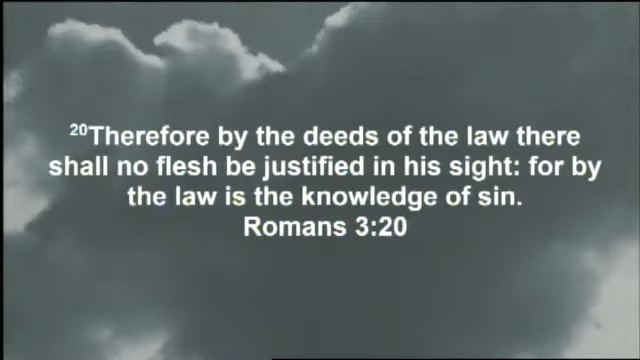 ²⁰Therefore by the deeds of the law there
shall no flesh be justified in his sight: for by
the law is the knowledge of sin.
Romans 3:20